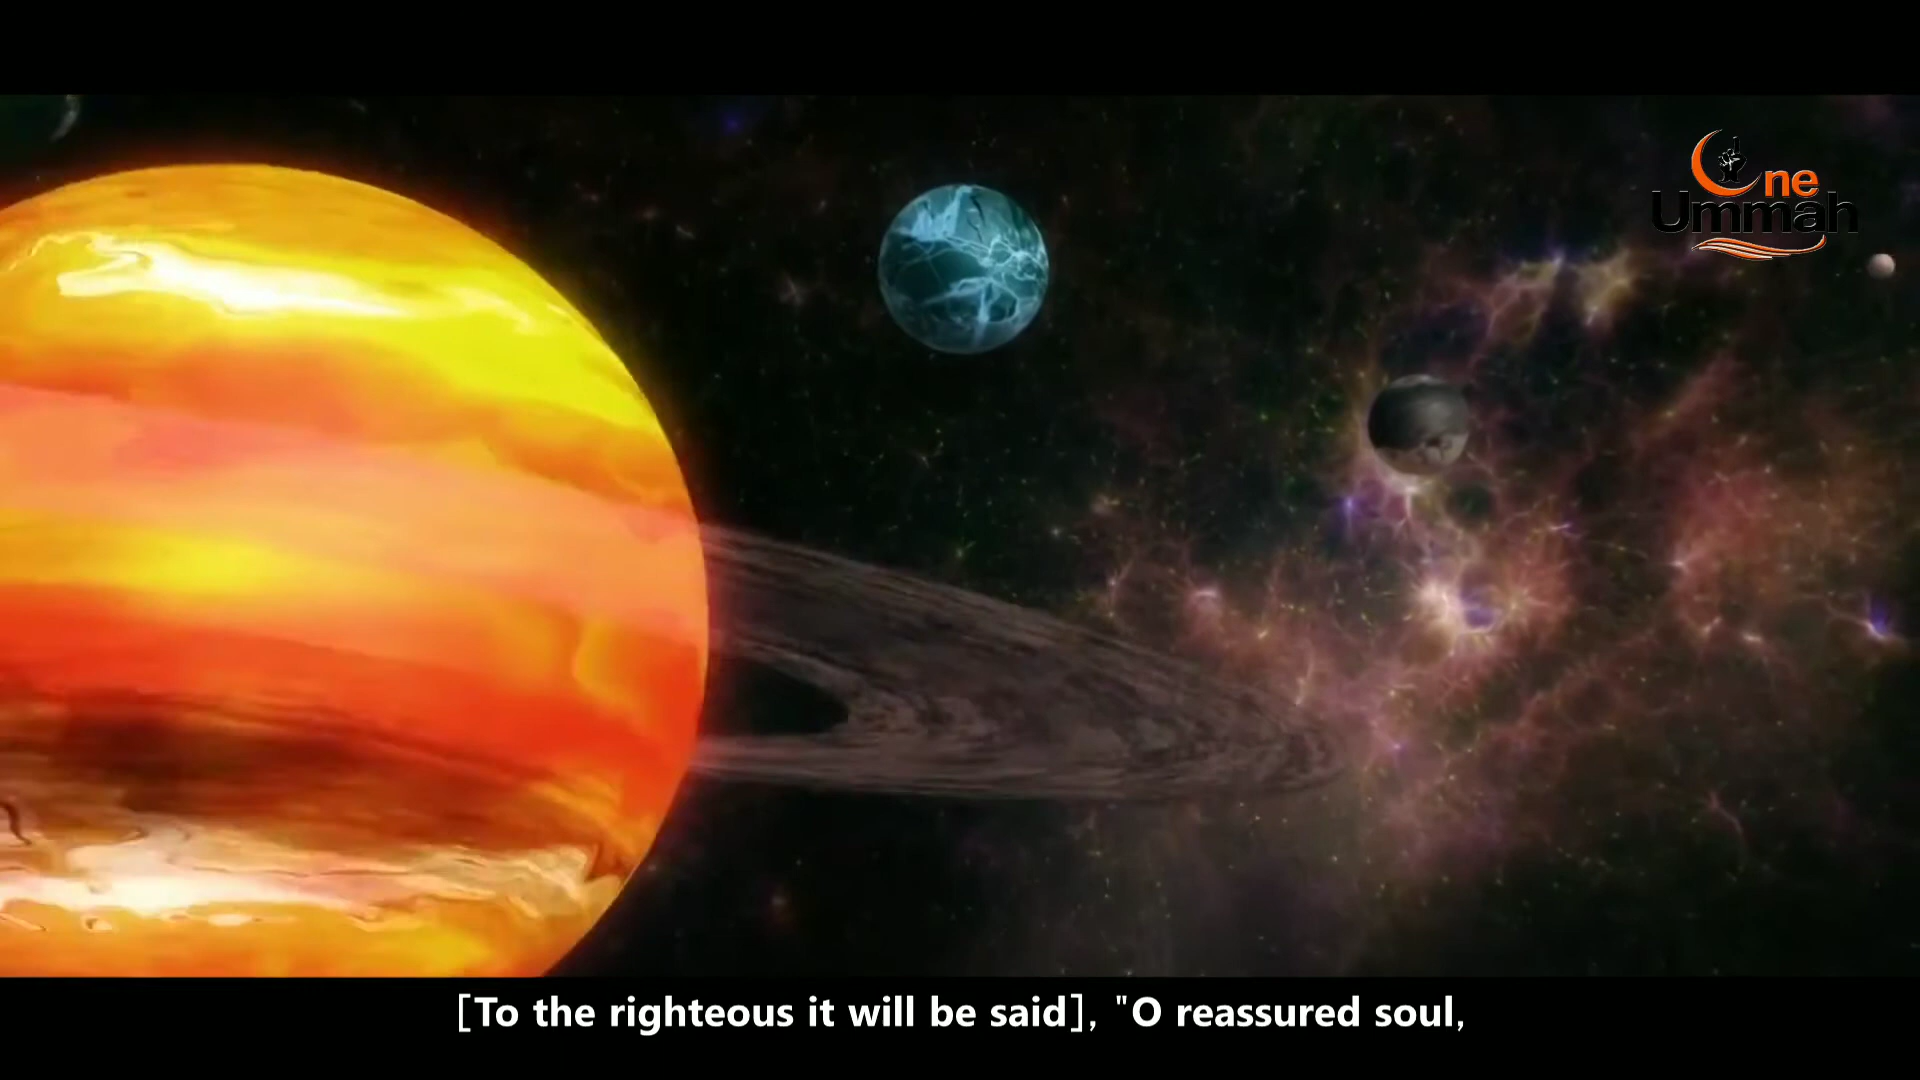 One
Ummah
[To the righteous it will be said], "O reassured soul,